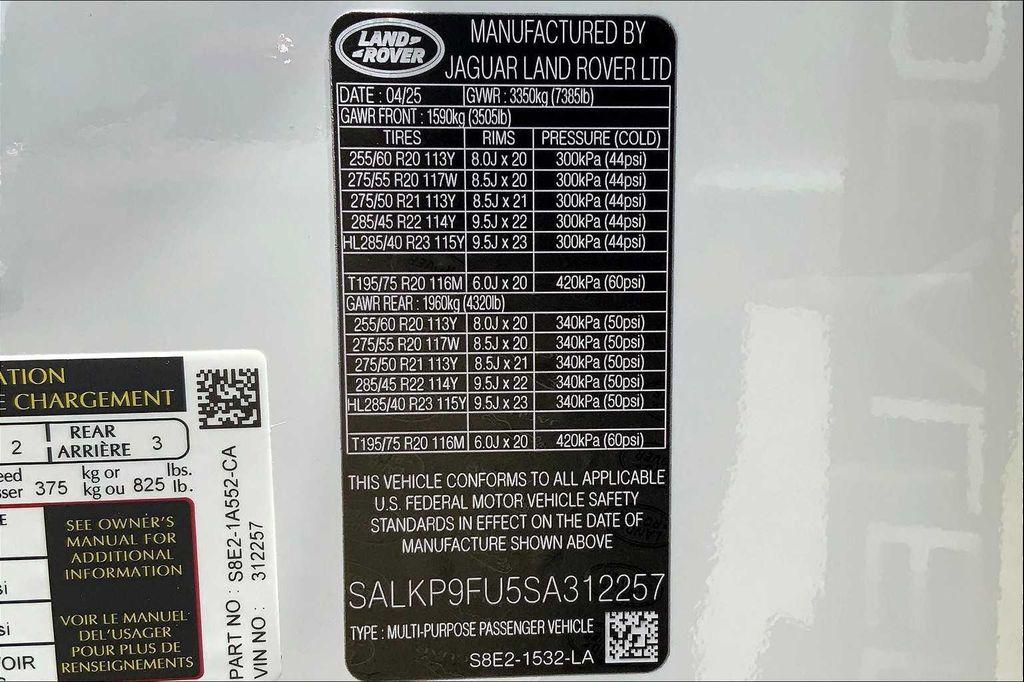 LAND-
-ROVER
MANUFACTURED BY
JAGUAR LAND ROVER LTD
DATE : 04/25 GVWR : 3350kg (7385lb)
GAWR FRONT : 1590kg (3505lb)
TIRES RIMS PRESSURE (COLD)
255/60 R20 113Y 8.0J x 20 300kPa (44psi)
275/55 R20 117W 8.5J x 20 300kPa (44psi)
275/50 R21 113Y 8.5J x 21 300kPa (44psi)
285/45 R22 114Y 9.5J x 22 300kPa (44psi)
HL285/40 R23 115Y 9.5J x 23 300kPa (44psi)
T195/75 R20 116M 6.0J x 20 420kPa (60psi)
GAWR REAR : 1960kg (4320lb)
255/60 R20 113Y 8.0J x 20 340kPa (50psi)
275/55 R20 117W 8.5J x 20 340kPa (50psi)
275/50 R21 113Y 8.5J x 21 340kPa (50psi)
285/45 R22 114Y 9.5J x 22 340kPa (50psi)
HL285/40 R23 115Y 9.5J x 23 340kPa (50psi)
T195/75 R20 116M 6.0J x 20 420kPa (60psi)
THIS VEHICLE CONFORMS TO ALL APPLICABLE
U.S. FEDERAL MOTOR VEHICLE SAFETY
STANDARDS IN EFFECT ON THE DATE OF
MANUFACTURE SHOWN ABOVE
SALKP9FU5SA312257
TYPE : MULTI-PURPOSE PASSENGER VEHICLE
S8E2-1532-LA
ATION
E CHARGEMENT
2 REAR
ARRIÈRE 3
eed kg or lbs.
sser 375 kg ou 825 lb.
SEE OWNER'S
MANUAL FOR
ADDITIONAL
INFORMATION
VOIR LE MANUEL
DEL'USAGER
POUR PLUS DE
RENSEIGNEMENTS
OIR
PART NO : S8E2-1A552-CA
VIN NO : 312257